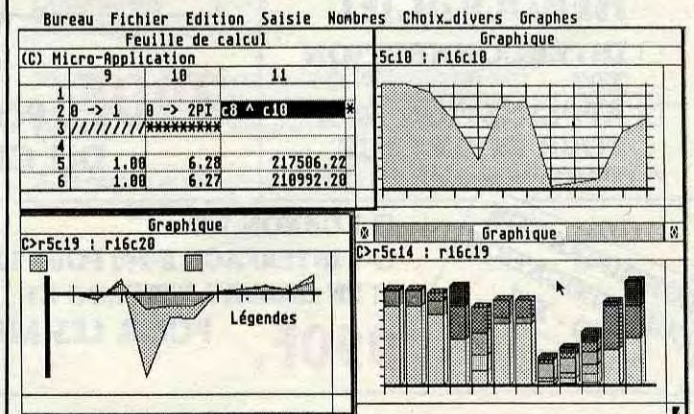 Bureau Fichier Edition Saisie Nombres Choix_divers Graphes
Feuille de calcul
(C) Micro-Application
9 10 11
1
2 0 -> 1 0 -> 2PI c8 ^ c10 *
3 ///////// *********
4
5 1.00 6.28 217506.22
6 1.00 6.27 210992.20
Graphique
r5c10 : r16c10
Graphique
C>r5c19 : r16c20
Légendes
Graphique
C>r5c14 : r16c19